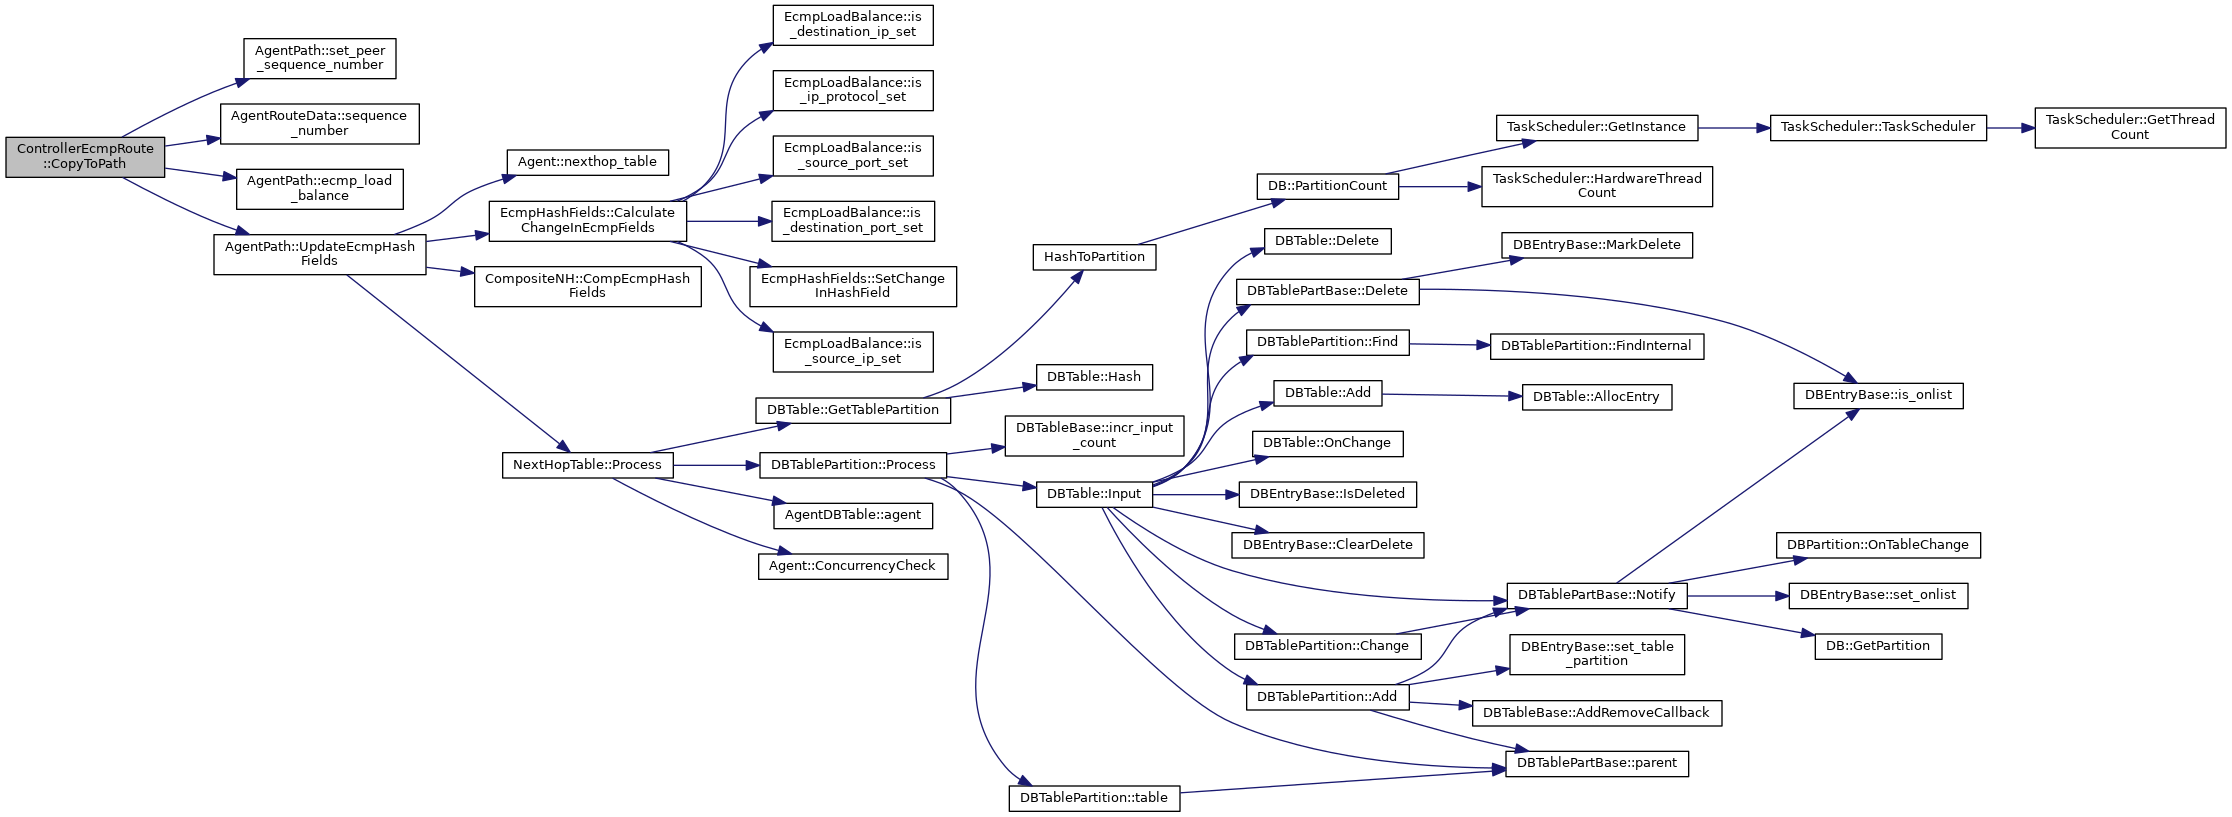 ControllerEcmpRoute
::CopyToPath
AgentPath::set_peer
_sequence_number
AgentRouteData::sequence
_number
AgentPath::ecmp_load
_balance
AgentPath::UpdateEcmpHash
Fields
Agent::nexthop_table
EcmpHashFields::Calculate
ChangeInEcmpFields
CompositeNH::CompEcmpHash
Fields
NextHopTable::Process
EcmpLoadBalance::is
_destination_ip_set
EcmpLoadBalance::is
_ip_protocol_set
EcmpLoadBalance::is
_source_port_set
EcmpLoadBalance::is
_destination_port_set
EcmpHashFields::SetChange
InHashField
EcmpLoadBalance::is
_source_ip_set
DBTable::GetTablePartition
DBTablePartition::Process
AgentDBTable::agent
Agent::ConcurrencyCheck
HashToPartition
DBTable::Hash
DBTableBase::incr_input
_count
DBTable::Input
DBTablePartition::table
DB::PartitionCount
DBTable::Delete
DBTablePartBase::Delete
DBTablePartition::Find
DBTable::Add
DBTable::OnChange
DBEntryBase::IsDeleted
DBEntryBase::ClearDelete
DBTablePartition::Change
DBTablePartition::Add
TaskScheduler::GetInstance
TaskScheduler::HardwareThread
Count
DBEntryBase::MarkDelete
DBTablePartition::FindInternal
DBTable::AllocEntry
DBTablePartBase::Notify
DBEntryBase::set_table
_partition
DBTableBase::AddRemoveCallback
DBTablePartBase::parent
TaskScheduler::TaskScheduler
DBEntryBase::is_onlist
DBPartition::OnTableChange
DBEntryBase::set_onlist
DB::GetPartition
TaskScheduler::GetThread
Count